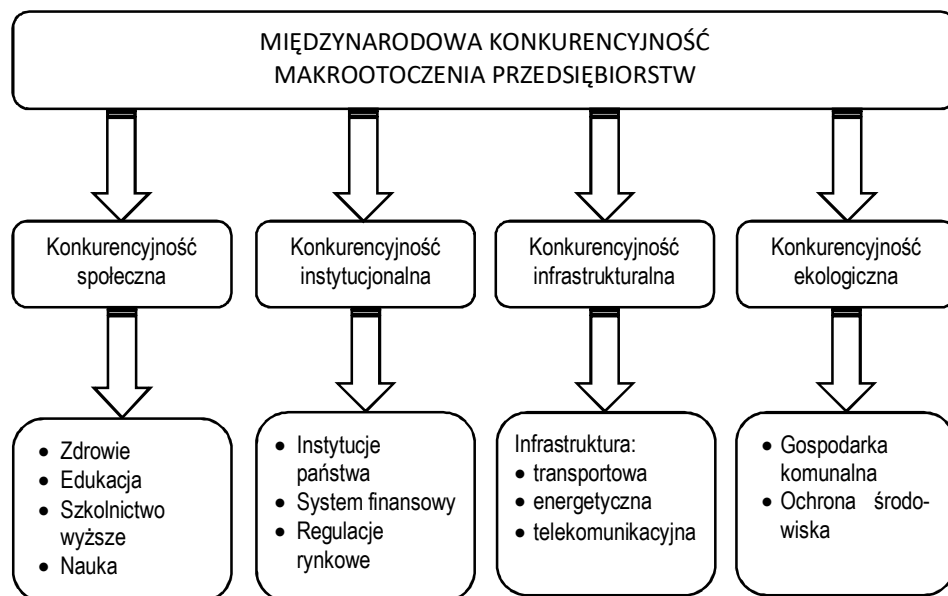 MIĘDZYNARODOWA KONKURENCYJNOŚĆ
MAKROOTOCZENIA PRZEDSIĘBIORSTW
Konkurencyjność
społeczna
Konkurencyjność
instytucjonalna
Konkurencyjność
infrastrukturalna
Konkurencyjność
ekologiczna
• Zdrowie
• Edukacja
• Szkolnictwo
wyższe
• Nauka
• Instytucje
państwa
• System finansowy
• Regulacje
rynkowe
Infrastruktura:
• transportowa
• energetyczna
• telekomunikacyjna
• Gospodarka
komunalna
• Ochrona środo-
wiska